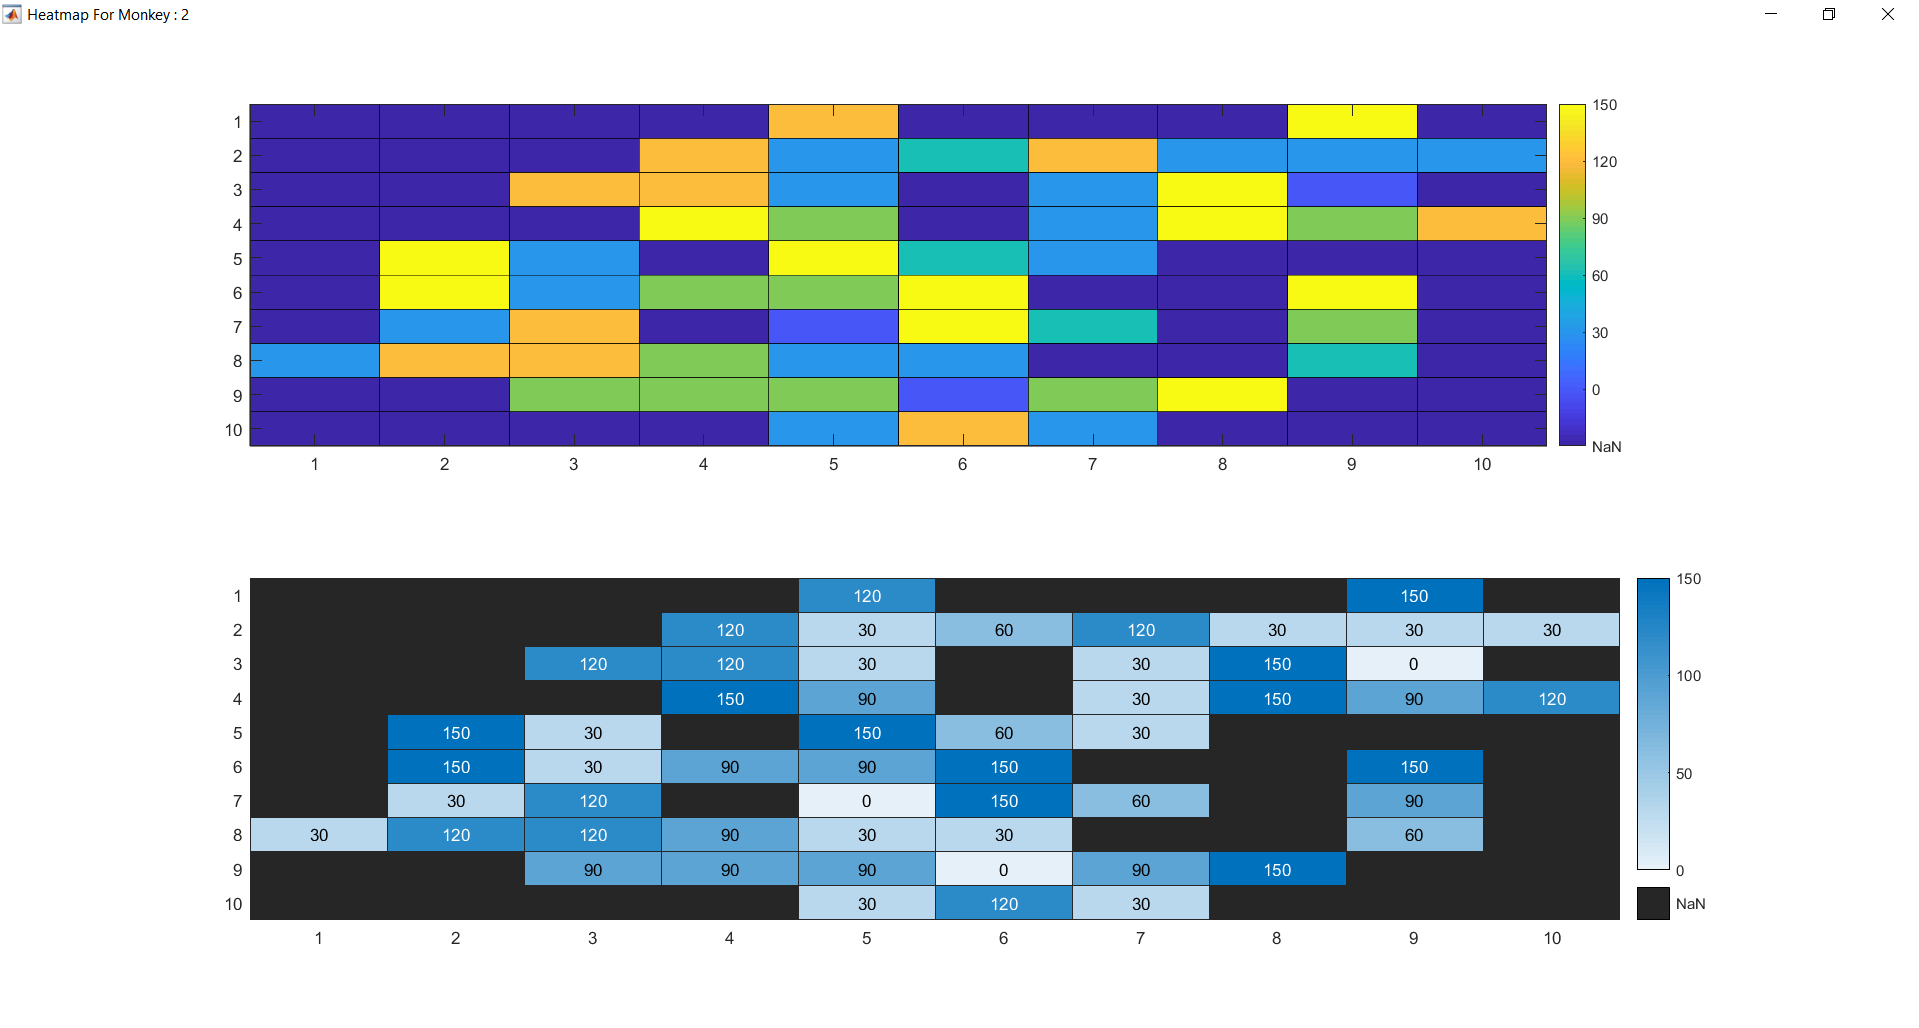 Heatmap For Monkey : 2
150
1
2
120
3
4
90
5
60
6
7
30
8
0
9
10
NaN
1 2 3 4 5 6 7 8 9 10
150
1 120 150
2 120 30 60 120 30 30 30
3 120 120 30 30 150 0
100
4 150 90 30 150 90 120
5 150 30 150 60 30
6 150 30 90 90 150 150
50
7 30 120 0 150 60 90
8 30 120 120 90 30 30 60
9 90 90 90 0 90 150
0
10 30 120 30
NaN
1 2 3 4 5 6 7 8 9 10